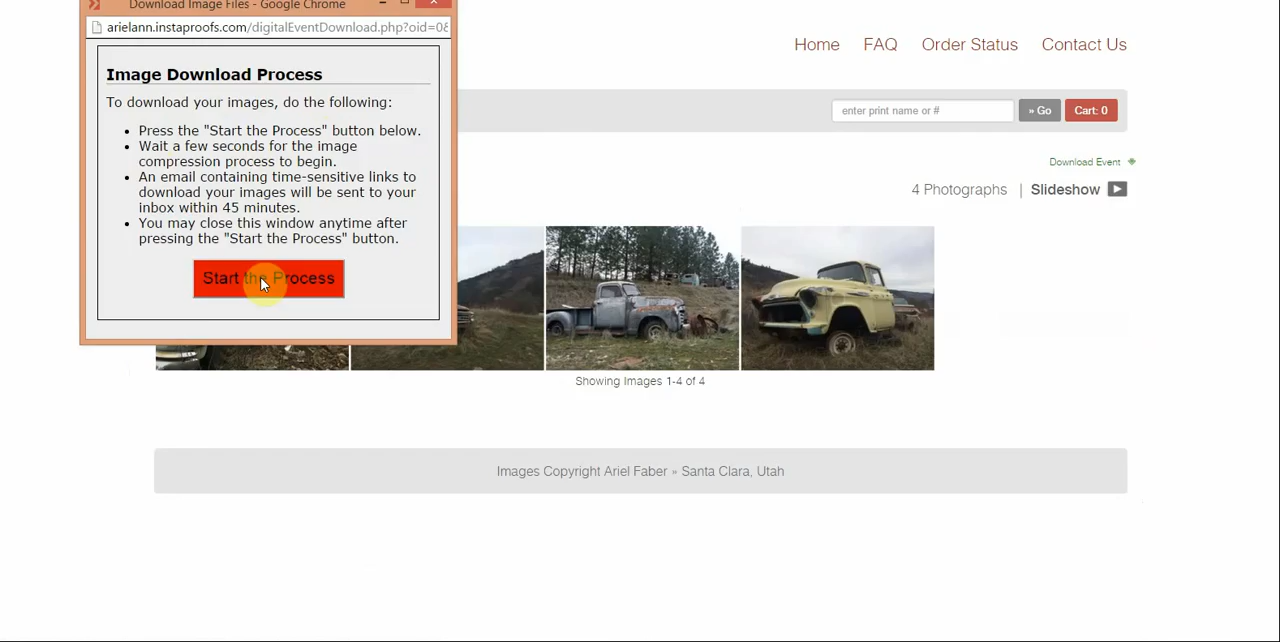 Download Image Files - Google Chrome
arielann.instaproofs.com/digitalEventDownload.php?oid=08
Image Download Process
To download your images, do the following:
• Press the "Start the Process" button below.
• Wait a few seconds for the image
compression process to begin.
• An email containing time-sensitive links to
download your images will be sent to your
inbox within 45 minutes.
• You may close this window anytime after
pressing the "Start the Process" button.
Start the Process
Home FAQ Order Status Contact Us
enter print name or # » Go Cart: 0
Download Event
4 Photographs | Slideshow
Showing Images 1-4 of 4
Images Copyright Ariel Faber » Santa Clara, Utah